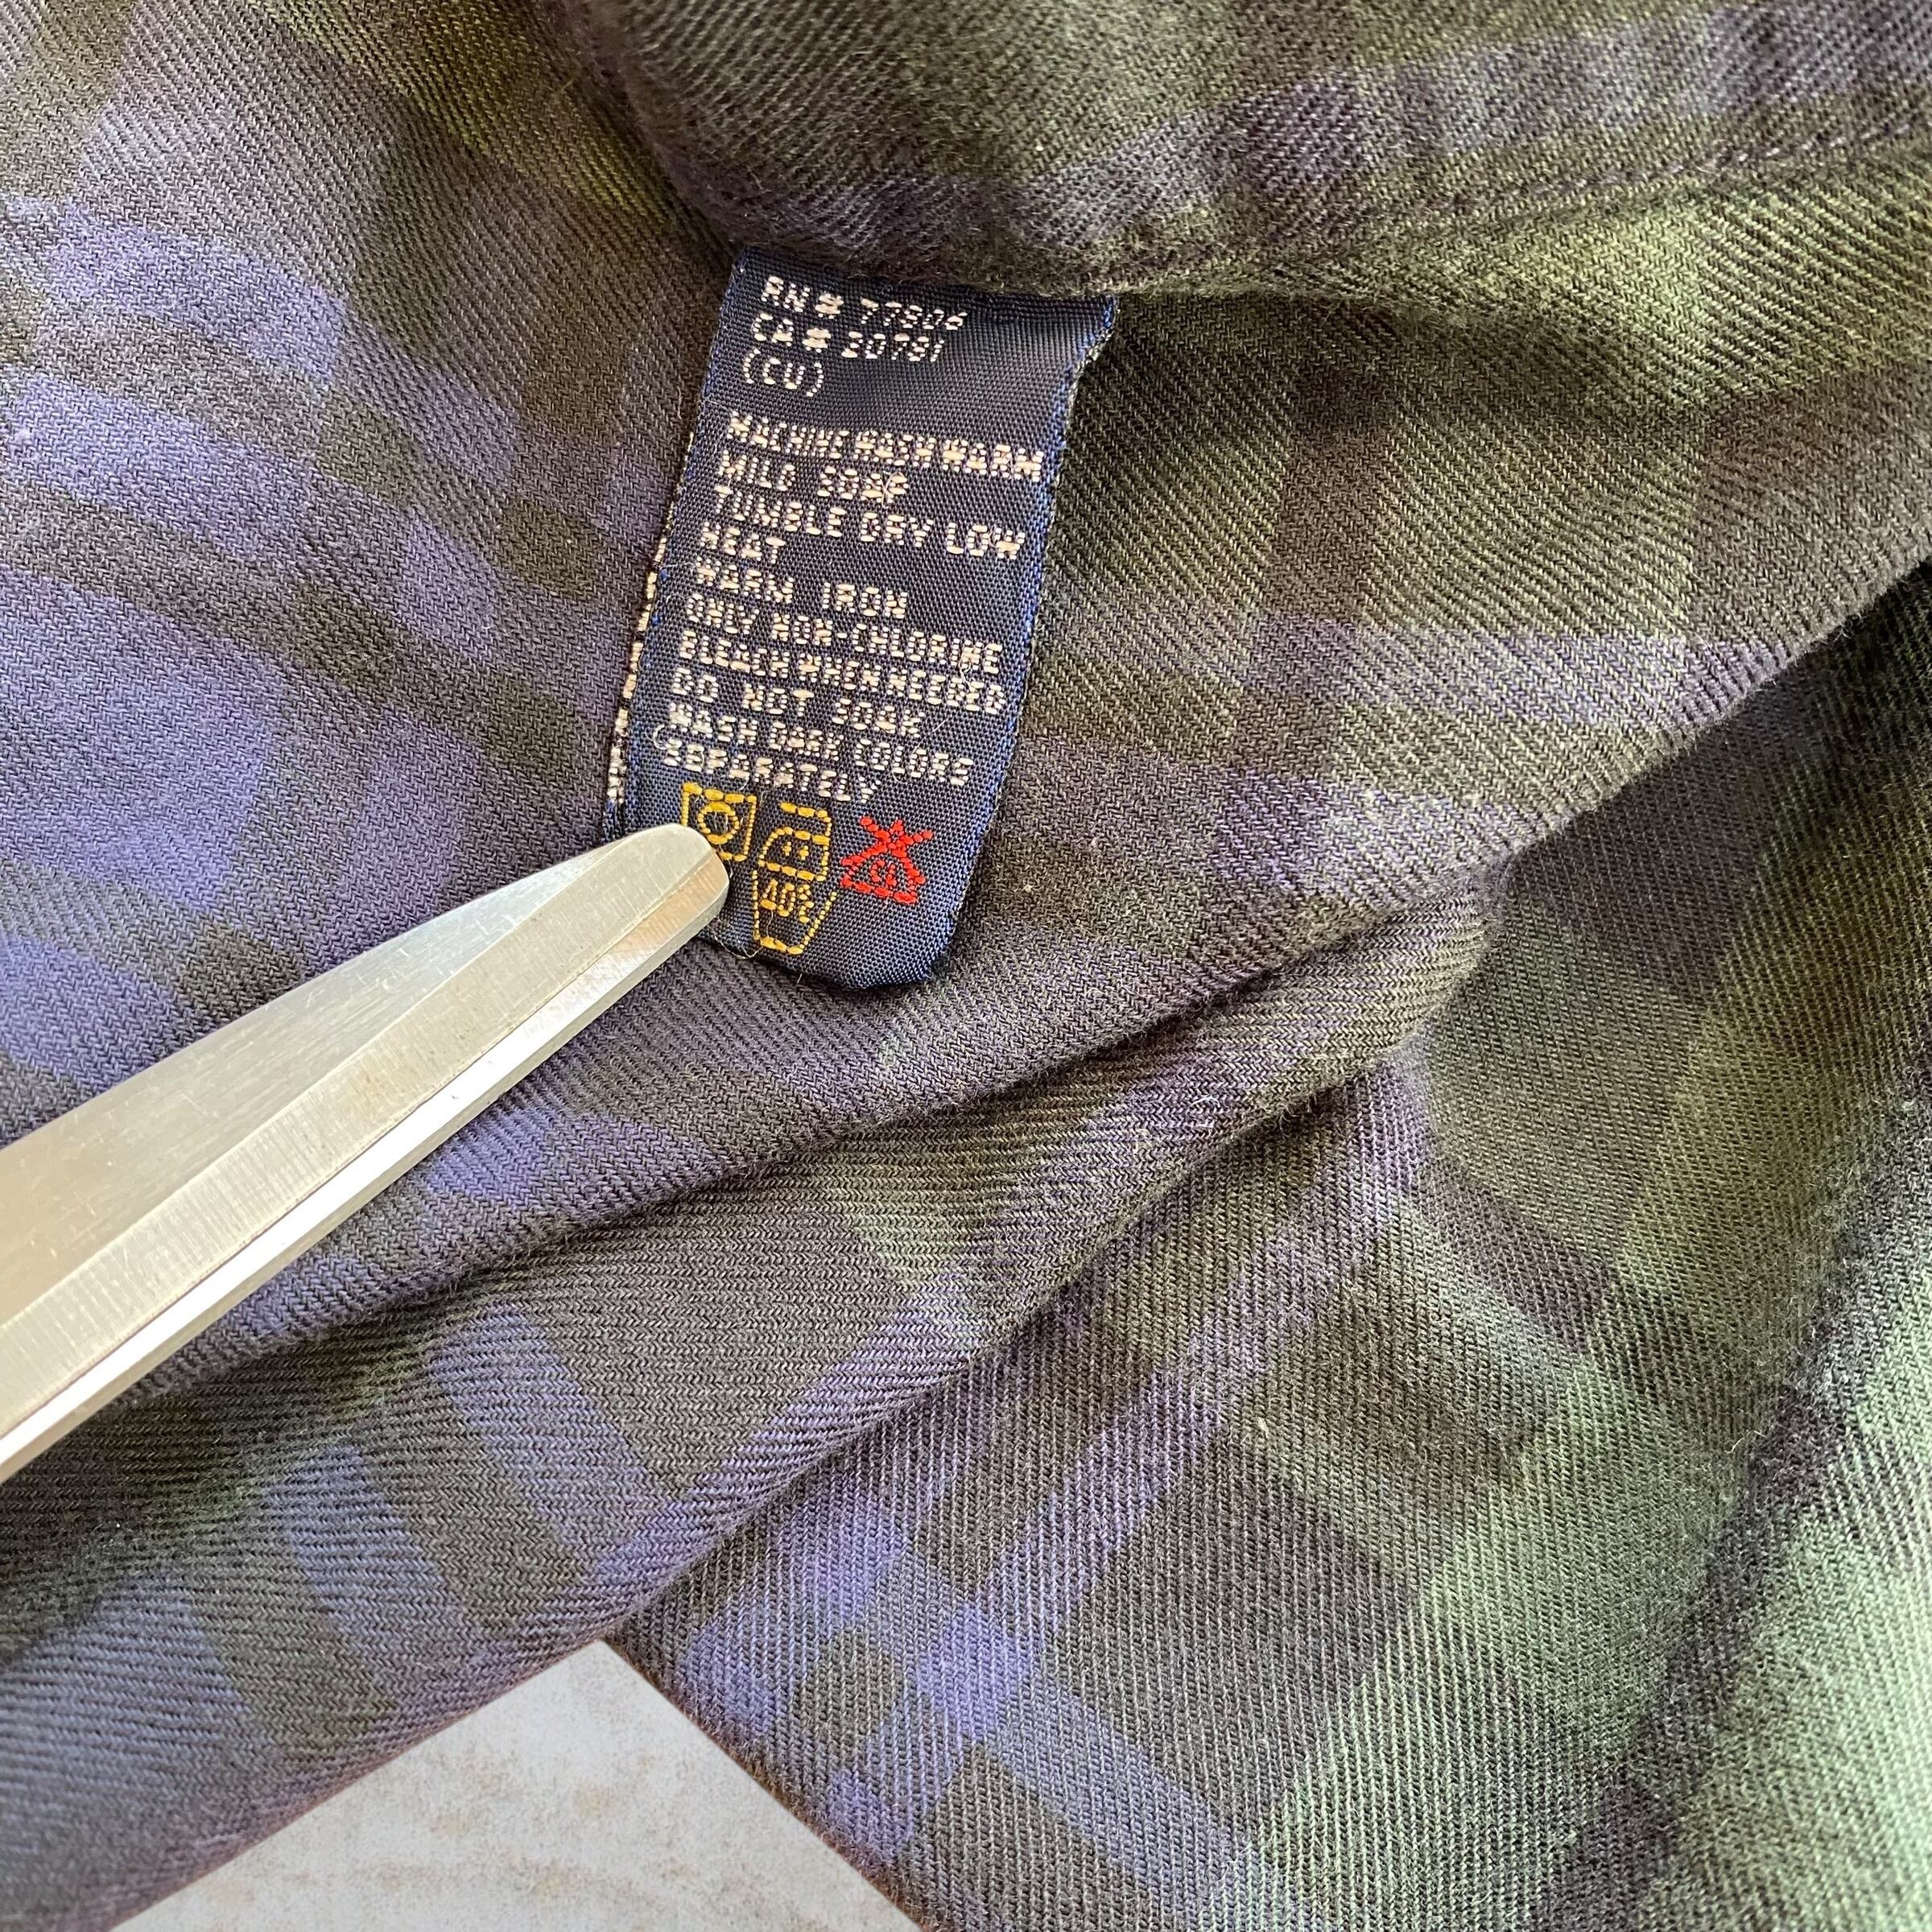 RN# 77806
CA# 30781
(CU)
MACHINE WASH WARM
MILD SOAP
TUMBLE DRY LOW
HEAT
WARM IRON
ONLY NON-CHLORINE
BLEACH WHEN NEEDED
DO NOT SOAK
WASH DARK COLORS
SEPARATELY
40°